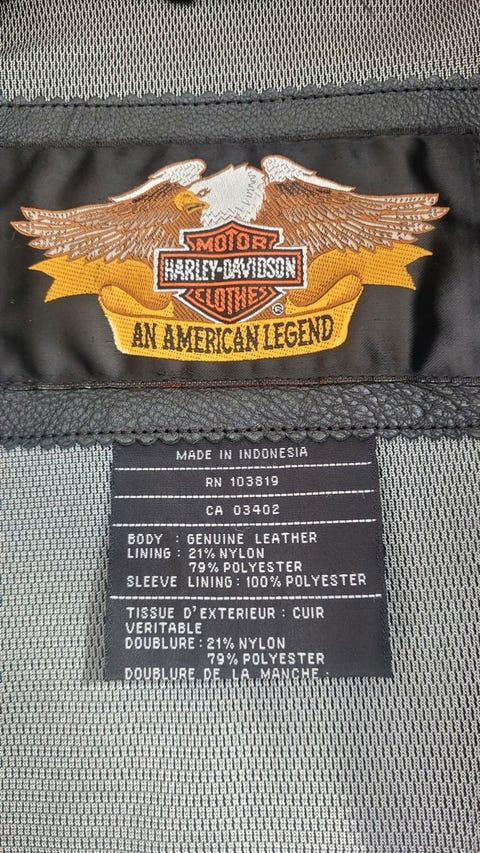 MOTOR
HARLEY-DAVIDSON
CLOTHES
®
AN AMERICAN LEGEND
MADE IN INDONESIA
RN 103819
CA 03402
BODY : GENUINE LEATHER
LINING : 21% NYLON
79% POLYESTER
SLEEVE LINING : 100% POLYESTER
TISSUE D'EXTERIEUR : CUIR
VERITABLE
DOUBLURE : 21% NYLON
79% POLYESTER
DOUBLURE DE LA MANCHE :